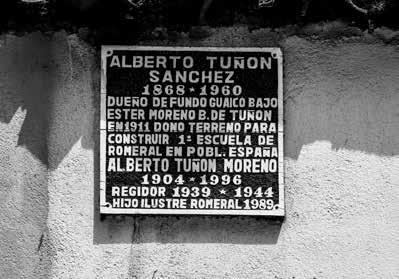 ALBERTO TUÑON
SANCHEZ
1868 * 1960
DUEÑO DE FUNDO GUAICO BAJO
ESTER MORENO B. DE TUÑON
EN 1911 DONO TERRENO PARA
CONSTRUIR 1ª ESCUELA DE
ROMERAL EN POBL. ESPAÑA
ALBERTO TUÑON MORENO
1904 * 1996
REGIDOR 1939 * 1944
HIJO ILUSTRE ROMERAL 1989